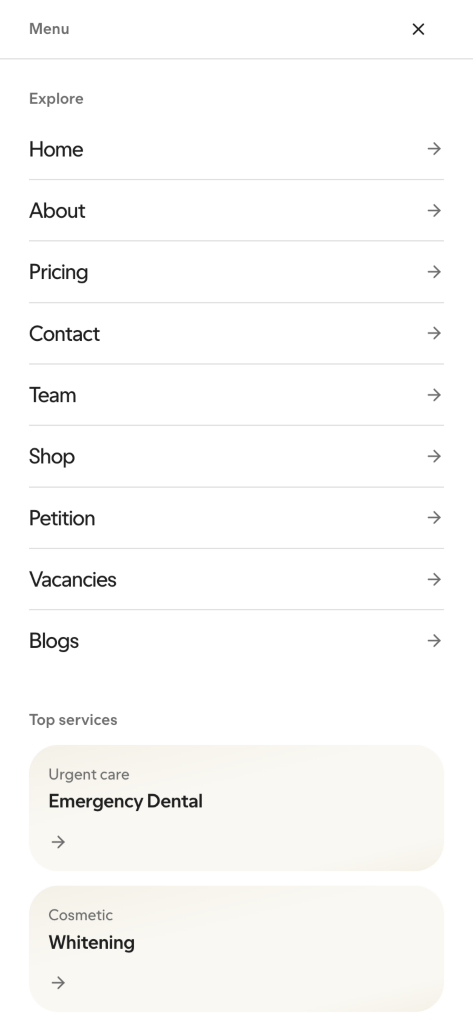 Menu
Explore
Home
About
Pricing
Contact
Team
Shop
Petition
Vacancies
Blogs
Top services
Urgent care
Emergency Dental
Cosmetic
Whitening